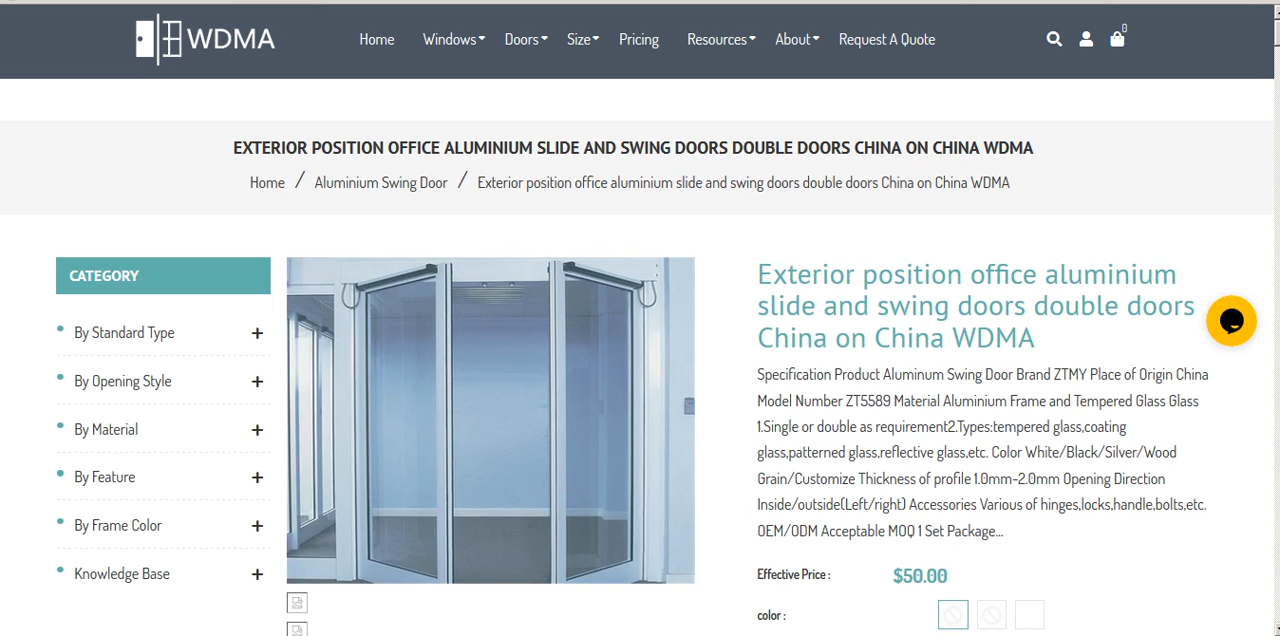 WDMA
Home Windows Doors Size Pricing Resources About Request A Quote
0
EXTERIOR POSITION OFFICE ALUMINIUM SLIDE AND SWING DOORS DOUBLE DOORS CHINA ON CHINA WDMA
Home / Aluminium Swing Door / Exterior position office aluminium slide and swing doors double doors China on China WDMA
CATEGORY
By Standard Type +
By Opening Style +
By Material +
By Feature +
By Frame Color +
Knowledge Base +
Exterior position office aluminium
slide and swing doors double doors
China on China WDMA
Specification Product Aluminum Swing Door Brand ZTMY Place of Origin China
Model Number ZT5589 Material Aluminium Frame and Tempered Glass Glass
1.Single or double as requirement2.Types:tempered glass,coating
glass,patterned glass,reflective glass,etc. Color White/Black/Silver/Wood
Grain/Customize Thickness of profile 1.0mm-2.0mm Opening Direction
Inside/outside(Left/right) Accessories Various of hinges,locks,handle,bolts,etc.
OEM/ODM Acceptable MOQ 1 Set Package...
Effective Price : $50.00
color :